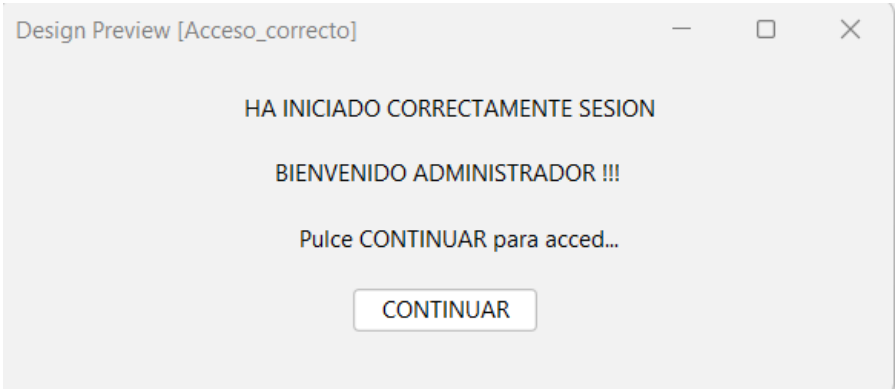 Design Preview [Acceso_correcto]
HA INICIADO CORRECTAMENTE SESION
BIENVENIDO ADMINISTRADOR !!!
Pulce CONTINUAR para acced...
CONTINUAR